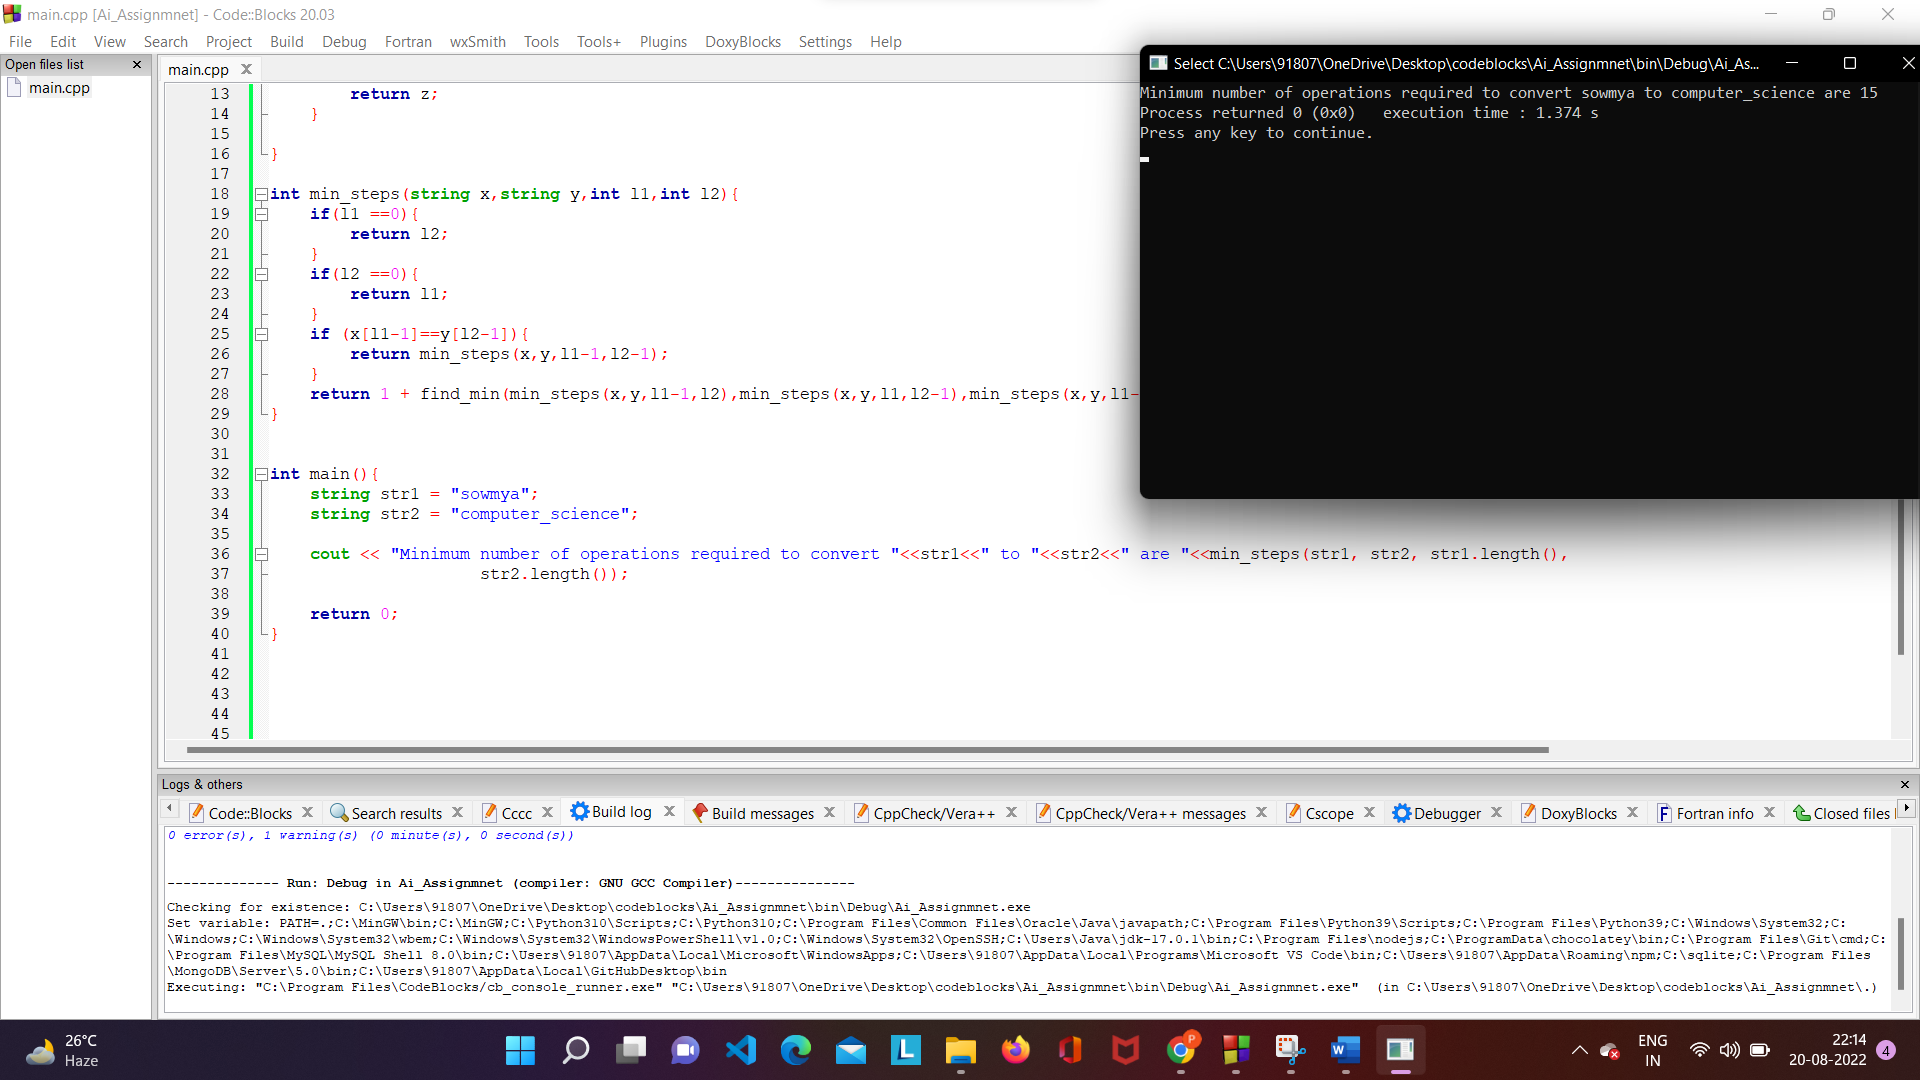 main.cpp [Ai_Assignmnet] - Code::Blocks 20.03
File Edit View Search Project Build Debug Fortran wxSmith Tools Tools+ Plugins DoxyBlocks Settings Help
Open files list
main.cpp
main.cpp
13 return z;
14 }
15
16 }
17
18 int min_steps(string x,string y,int l1,int l2){
19 if(l1 ==0){
20 return l2;
21 }
22 if(l2 ==0){
23 return l1;
24 }
25 if (x[l1-1]==y[l2-1]){
26 return min_steps(x,y,l1-1,l2-1);
27 }
28 return 1 + find_min(min_steps(x,y,l1-1,l2),min_steps(x,y,l1,l2-1),min_steps(x,y,l1-
29 }
30
31
32 int main(){
33 string str1 = "sowmya";
34 string str2 = "computer_science";
35
36 cout << "Minimum number of operations required to convert "<<str1<<" to "<<str2<<" are "<<min_steps(str1, str2, str1.length(),
37 str2.length());
38
39 return 0;
40 }
41
42
43
44
45
Select C:\Users\91807\OneDrive\Desktop\codeblocks\Ai_Assignmnet\bin\Debug\Ai_As...
Minimum number of operations required to convert sowmya to computer_science are 15
Process returned 0 (0x0)   execution time : 1.374 s
Press any key to continue.
Logs & others
Code::Blocks Search results Cccc Build log Build messages CppCheck/Vera++ CppCheck/Vera++ messages Cscope Debugger DoxyBlocks Fortran info Closed files l
0 error(s), 1 warning(s) (0 minute(s), 0 second(s))
-------------- Run: Debug in Ai_Assignmnet (compiler: GNU GCC Compiler)---------------
Checking for existence: C:\Users\91807\OneDrive\Desktop\codeblocks\Ai_Assignmnet\bin\Debug\Ai_Assignmnet.exe
Set variable: PATH=.;C:\MinGW\bin;C:\MinGW;C:\Python310\Scripts;C:\Python310;C:\Program Files\Common Files\Oracle\Java\javapath;C:\Program Files\Python39\Scripts;C:\Program Files\Python39;C:\Windows\System32;C:
\Windows;C:\Windows\System32\wbem;C:\Windows\System32\WindowsPowerShell\v1.0;C:\Windows\System32\OpenSSH;C:\Users\Java\jdk-17.0.1\bin;C:\Program Files\nodejs;C:\ProgramData\chocolatey\bin;C:\Program Files\Git\cmd;C:
\Program Files\MySQL\MySQL Shell 8.0\bin;C:\Users\91807\AppData\Local\Microsoft\WindowsApps;C:\Users\91807\AppData\Local\Programs\Microsoft VS Code\bin;C:\Users\91807\AppData\Roaming\npm;C:\sqlite;C:\Program Files
\MongoDB\Server\5.0\bin;C:\Users\91807\AppData\Local\GitHubDesktop\bin
Executing: "C:\Program Files\CodeBlocks/cb_console_runner.exe" "C:\Users\91807\OneDrive\Desktop\codeblocks\Ai_Assignmnet\bin\Debug\Ai_Assignmnet.exe"  (in C:\Users\91807\OneDrive\Desktop\codeblocks\Ai_Assignmnet\.)
26°C
Haze
ENG
IN
22:14
20-08-2022
4